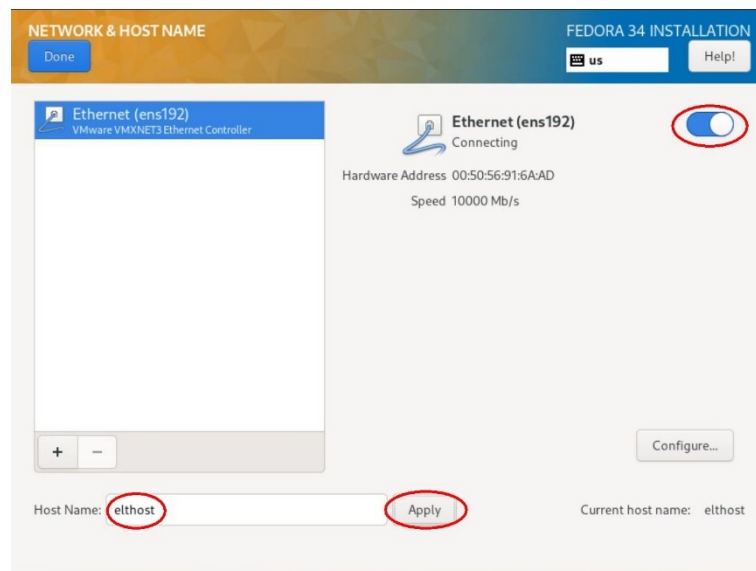 NETWORK & HOST NAME
FEDORA 34 INSTALLATION
Done
us
Help!
Ethernet (ens192)
VMware VMXNET3 Ethernet Controller
Ethernet (ens192)
Connecting
Hardware Address 00:50:56:91:6A:AD
Speed 10000 Mb/s
+ −
Configure...
Host Name: elthost
Apply
Current host name: elthost